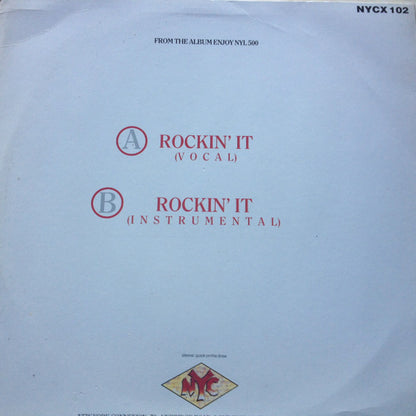 NYCX 102
FROM THE ALBUM ENJOY NYL 500
A ROCKIN' IT
(VOCAL)
B ROCKIN' IT
(INSTRUMENTAL)
NYC